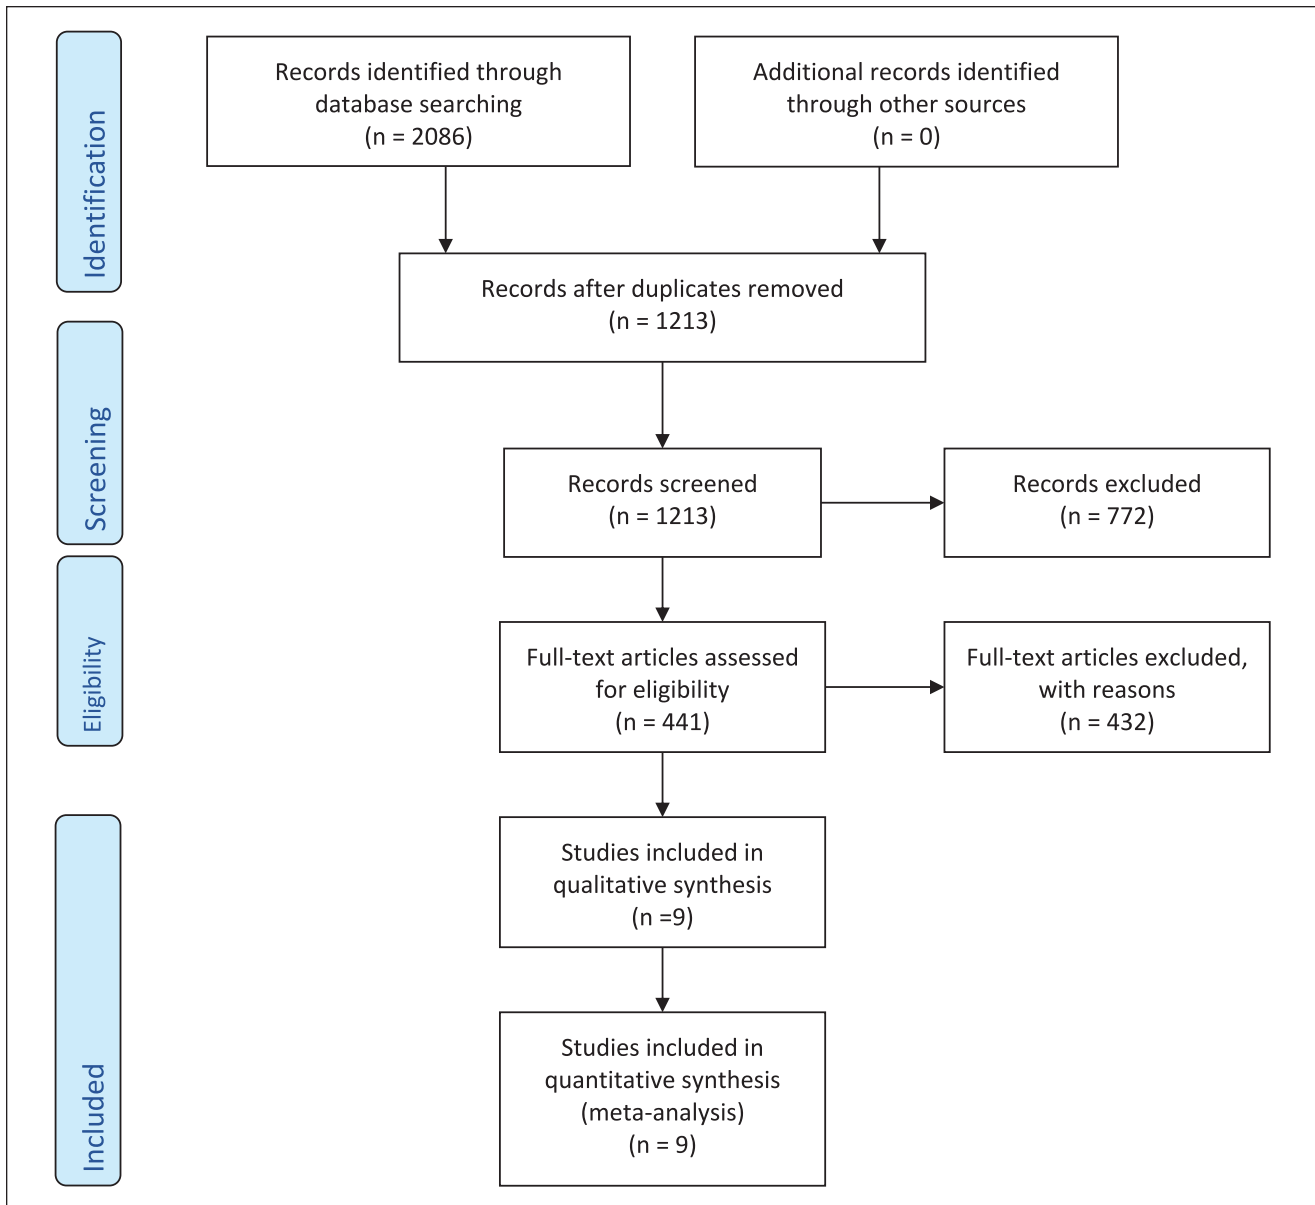 Identification
Records identified through
database searching
(n = 2086)
Additional records identified
through other sources
(n = 0)
Records after duplicates removed
(n = 1213)
Screening
Records screened
(n = 1213)
Records excluded
(n = 772)
Eligibility
Full-text articles assessed
for eligibility
(n = 441)
Full-text articles excluded,
with reasons
(n = 432)
Included
Studies included in
qualitative synthesis
(n =9)
Studies included in
quantitative synthesis
(meta-analysis)
(n = 9)